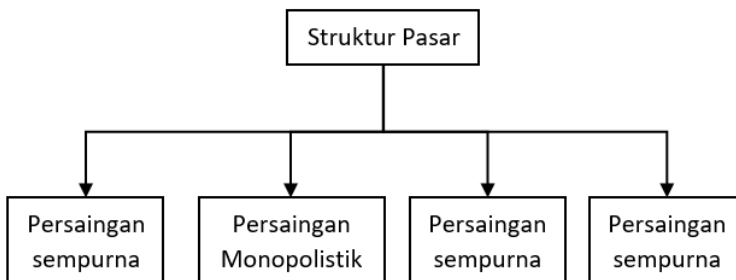 Struktur Pasar
Persaingan
sempurna
Persaingan
Monopolistik
Persaingan
sempurna
Persaingan
sempurna